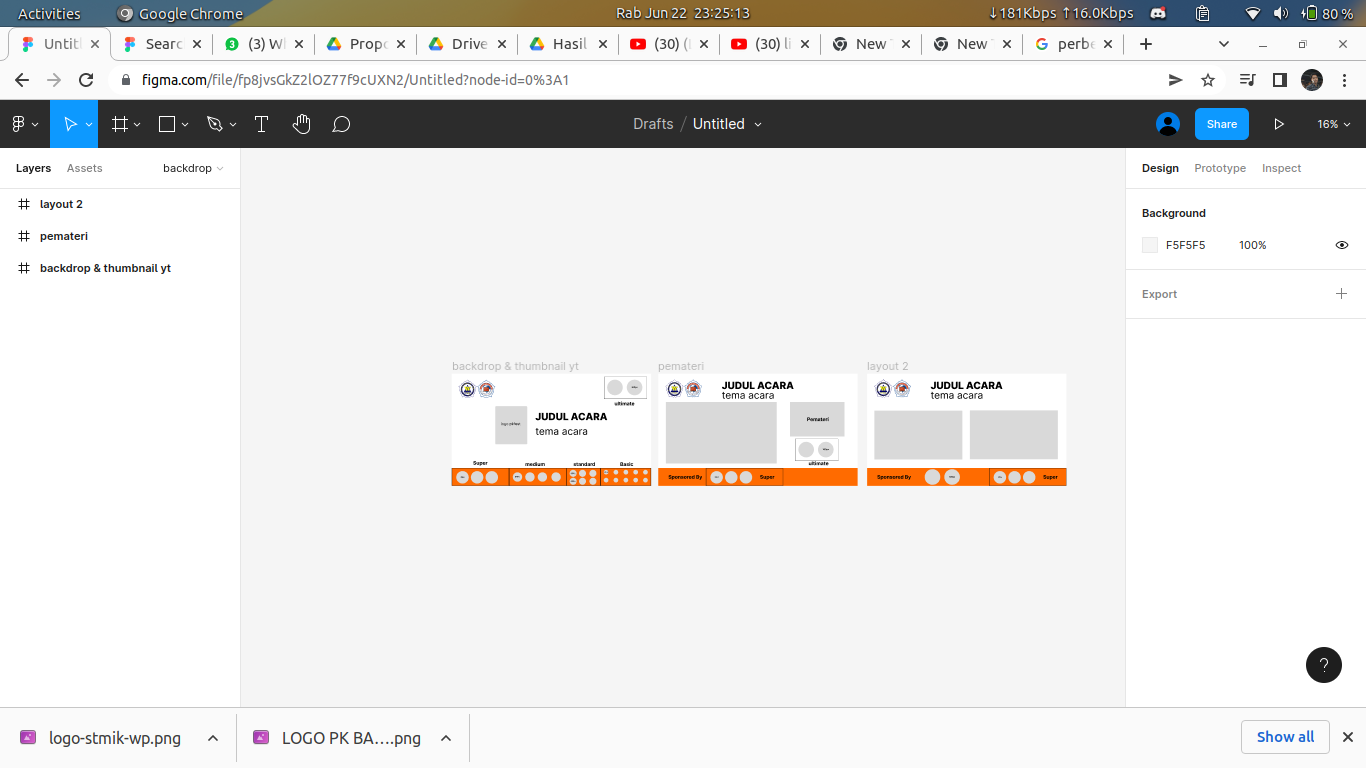 Activities Google Chrome Rab Jun 22 23:25:13 ↓181Kbps ↑16.0Kbps 80 %
Untitl Searc (3) W Propo Drive Hasil (30) ( (30) li New New perbe
figma.com/file/fp8jvsGkZ2lOZ77f9cUXN2/Untitled?node-id=0%3A1
Drafts / Untitled Share 16%
Layers Assets backdrop
layout 2
pemateri
backdrop & thumbnail yt
Design Prototype Inspect
Background
F5F5F5 100%
Export
backdrop & thumbnail yt
ultimate
JUDUL ACARA
tema acara
Super medium standard Basic
pemateri
JUDUL ACARA
tema acara
Pemateri
ultimate
Sponsored By Super
layout 2
JUDUL ACARA
tema acara
Sponsored By Super
?
logo-stmik-wp.png LOGO PK BA....png Show all